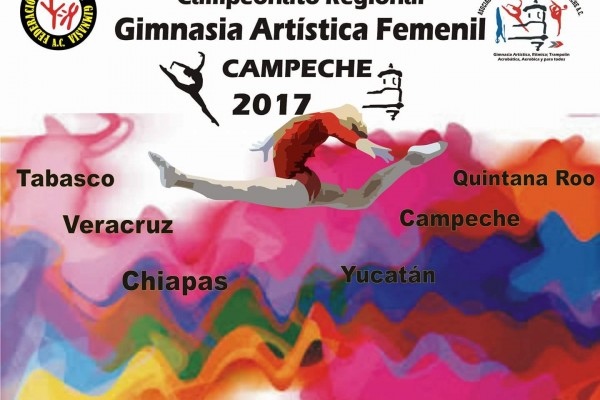 Campeonato Regional
Gimnasia Artística Femenil
CAMPECHE
2017
GIMNASIA
Gimnasia Artística, Rítmica, Trampolín
Acrobática, Aeróbica y para todos
Tabasco
Quintana Roo
Veracruz
Campeche
Chiapas
Yucatán